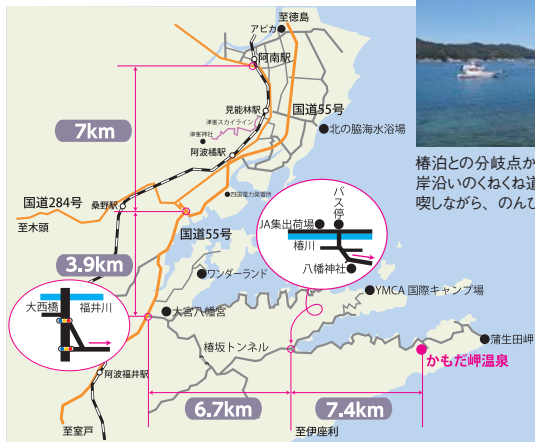 至徳島
アピカ
阿南駅
見能林駅
国道55号
津峯スカイライン
津峯神社
北の脇海水浴場
7km
阿波橘駅
国道284号
桑野駅
四国電力発電所
至木頭
国道55号
バス停
JA集出荷場
椿川
八幡神社
3.9km
ワンダーランド
YMCA 国際キャンプ場
大西橋
福井川
大宮八幡宮
蒲生田岬
椿坂トンネル
かもだ岬温泉
阿波福井駅
6.7km
7.4km
至室戸
至伊座利
椿泊との分岐点か
岸沿いのくねくね道
喫しながら、のんび